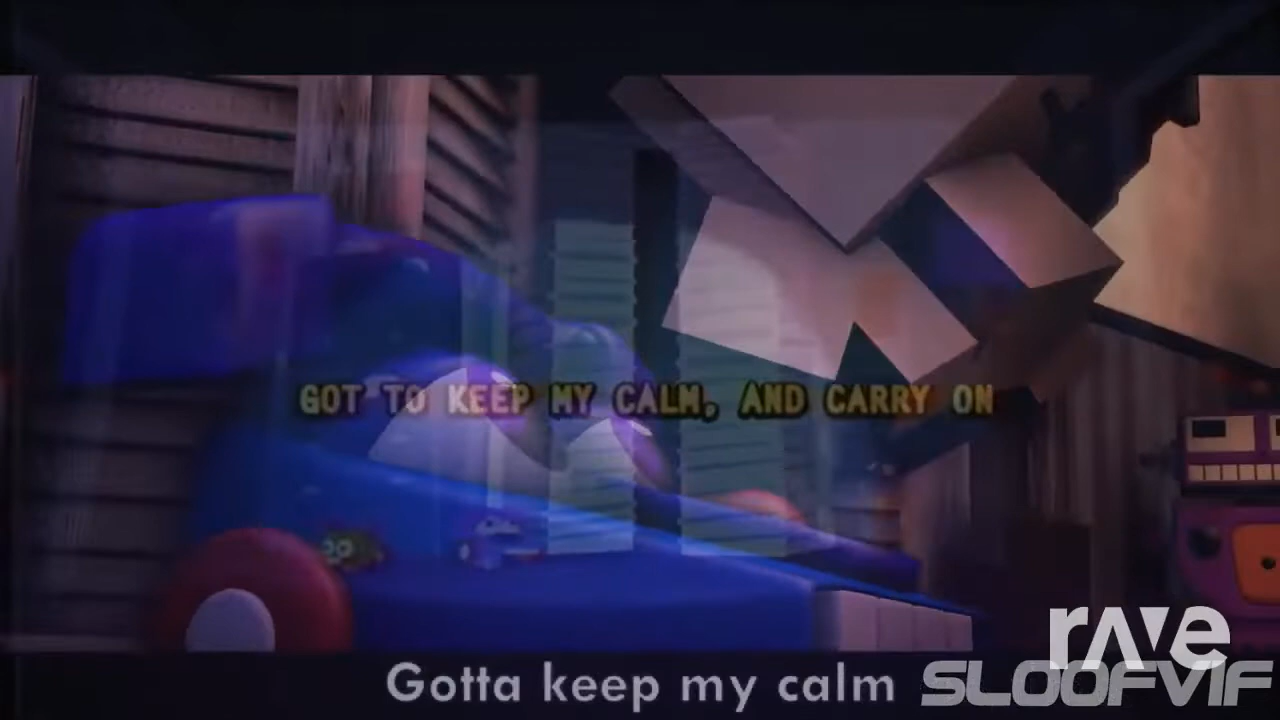 GOT TO KEEP MY CALM, AND CARRY ON
rave
Gotta keep my calm
SLOOFVIF